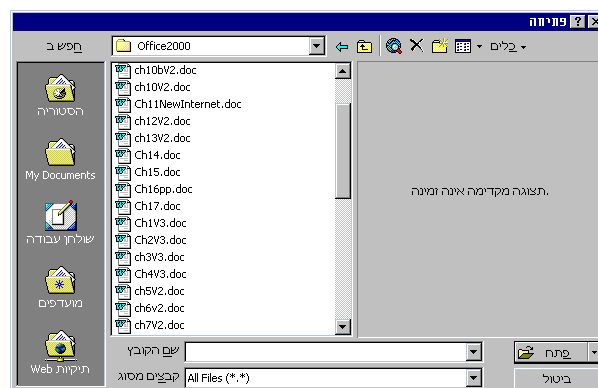 פתיחה
חפש ב
Office2000
כלים
הסטוריה
My Documents
שולחן עבודה
מועדפים
תיקיות Web
ch10bV2.doc
ch10V2.doc
Ch11NewInternet.doc
ch12V2.doc
ch13V2.doc
Ch14.doc
Ch15.doc
Ch16pp.doc
Ch17.doc
Ch1V3.doc
Ch2V3.doc
ch3V3.doc
Ch4V3.doc
ch5V2.doc
ch6v2.doc
ch7V2.doc
תצוגה מקדימה אינה זמינה.
שם הקובץ
פתח
קבצים מסוג
All Files (*.*)
ביטול